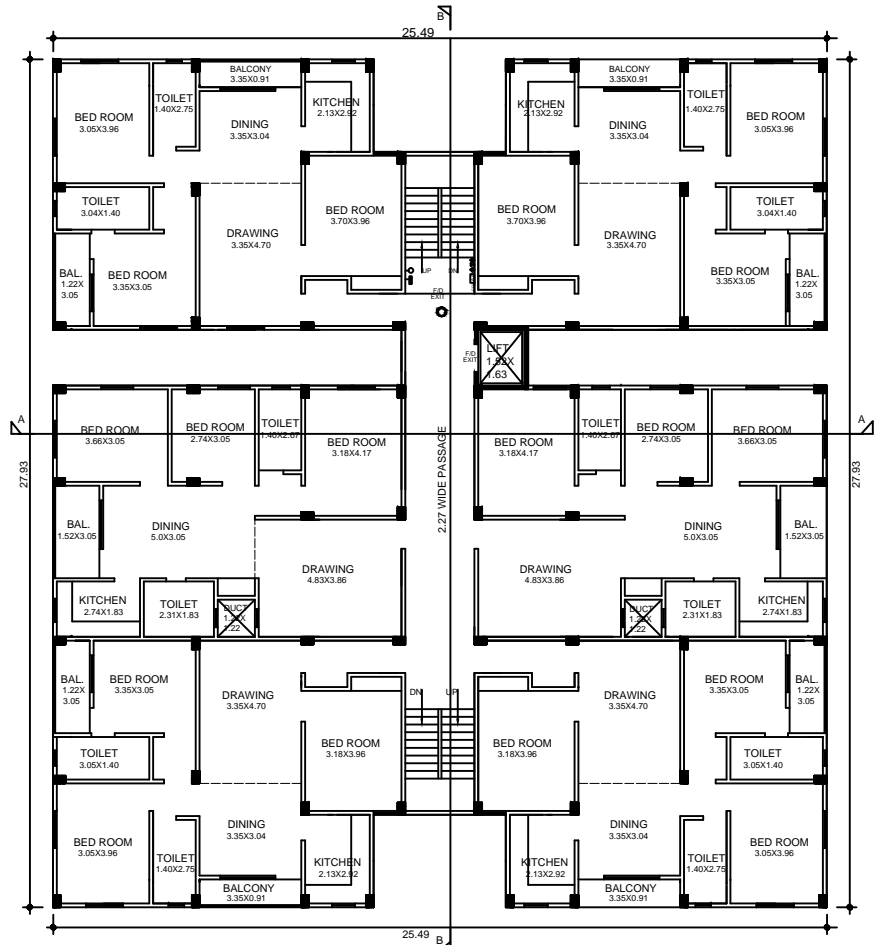 B
25.49
BALCONY
3.35X0.91
BALCONY
3.35X0.91
TOILET
1.40X2.75
KITCHEN
2.13X2.92
KITCHEN
2.13X2.92
TOILET
1.40X2.75
BED ROOM
3.05X3.96
DINING
3.35X3.04
DINING
3.35X3.04
BED ROOM
3.05X3.96
TOILET
3.04X1.40
BED ROOM
3.70X3.96
BED ROOM
3.70X3.96
TOILET
3.04X1.40
DRAWING
3.35X4.70
DRAWING
3.35X4.70
BAL.
1.22X
3.05
BED ROOM
3.35X3.05
UP
DN
BED ROOM
3.35X3.05
BAL.
1.22X
3.05
F/D
EXIT
F/D
EXIT
LIFT
1.63
A
A
BED ROOM
3.66X3.05
BED ROOM
2.74X3.05
TOILET
1.40X2.67
BED ROOM
3.18X4.17
BED ROOM
3.18X4.17
TOILET
1.40X2.67
BED ROOM
2.74X3.05
BED ROOM
3.66X3.05
27.93
2.27 WIDE PASSAGE
27.93
BAL.
1.52X3.05
DINING
5.0X3.05
DINING
5.0X3.05
BAL.
1.52X3.05
DRAWING
4.83X3.86
DRAWING
4.83X3.86
KITCHEN
2.74X1.83
TOILET
2.31X1.83
DUCT
1.22
DUCT
1.22
TOILET
2.31X1.83
KITCHEN
2.74X1.83
BAL.
1.22X
3.05
BED ROOM
3.35X3.05
DRAWING
3.35X4.70
DN
UP
DRAWING
3.35X4.70
BED ROOM
3.35X3.05
BAL.
1.22X
3.05
TOILET
3.05X1.40
BED ROOM
3.18X3.96
BED ROOM
3.18X3.96
TOILET
3.05X1.40
BED ROOM
3.05X3.96
DINING
3.35X3.04
DINING
3.35X3.04
BED ROOM
3.05X3.96
TOILET
1.40X2.75
KITCHEN
2.13X2.92
KITCHEN
2.13X2.92
TOILET
1.40X2.75
BALCONY
3.35X0.91
BALCONY
3.35X0.91
25.49
B